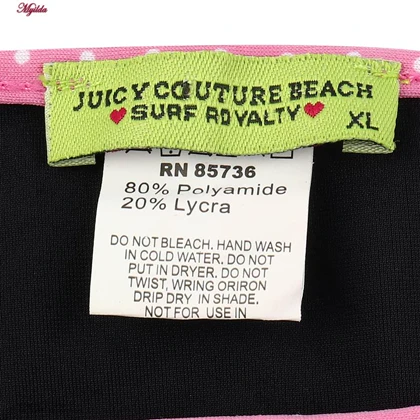 Mgilda
JUICY COUTURE BEACH
SURF ROYALTY
XL
RN 85736
80% Polyamide
20% Lycra
DO NOT BLEACH. HAND WASH
IN COLD WATER. DO NOT
PUT IN DRYER. DO NOT
TWIST, WRING ORIRON
DRIP DRY IN SHADE.
NOT FOR USE IN